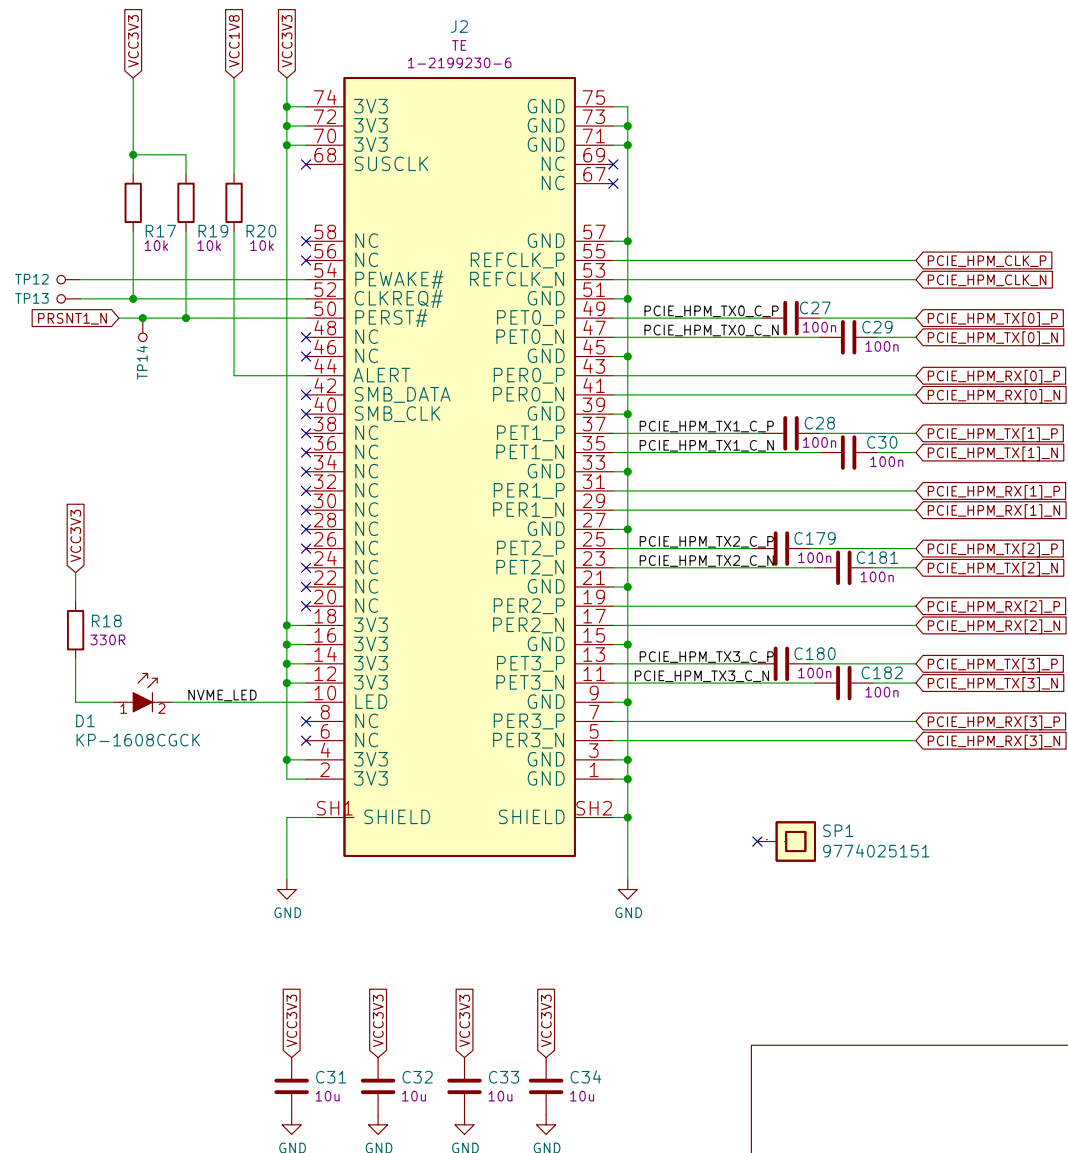 VCC3V3
VCC1V8
VCC3V3
J2
TE
1-2199230-6
74 3V3 GND 75
72 3V3 GND 73
70 3V3 GND 71
68 SUSCLK NC 69
NC 67
R17
10k
R19
10k
R20
10k
58 NC GND 57
56 NC REFCLK_P 55 PCIE_HPM_CLK_P
TP12 54 PEWAKE# REFCLK_N 53 PCIE_HPM_CLK_N
TP13 52 CLKREQ# GND 51
PRSNT1_N 50 PERST# PET0_P 49 PCIE_HPM_TX0_C_P C27 100n PCIE_HPM_TX[0]_P
TP14
48 NC PET0_N 47 PCIE_HPM_TX0_C_N C29 100n PCIE_HPM_TX[0]_N
46 NC GND 45
44 ALERT PER0_P 43 PCIE_HPM_RX[0]_P
42 SMB_DATA PER0_N 41 PCIE_HPM_RX[0]_N
40 SMB_CLK GND 39
38 NC PET1_P 37 PCIE_HPM_TX1_C_P C28 100n PCIE_HPM_TX[1]_P
36 NC PET1_N 35 PCIE_HPM_TX1_C_N C30 100n PCIE_HPM_TX[1]_N
34 NC GND 33
32 NC PER1_P 31 PCIE_HPM_RX[1]_P
30 NC PER1_N 29 PCIE_HPM_RX[1]_N
28 NC GND 27
26 NC PET2_P 25 PCIE_HPM_TX2_C_P C179 100n PCIE_HPM_TX[2]_P
24 NC PET2_N 23 PCIE_HPM_TX2_C_N C181 100n PCIE_HPM_TX[2]_N
22 NC GND 21
20 NC PER2_P 19 PCIE_HPM_RX[2]_P
18 3V3 PER2_N 17 PCIE_HPM_RX[2]_N
16 3V3 GND 15
14 3V3 PET3_P 13 PCIE_HPM_TX3_C_P C180 100n PCIE_HPM_TX[3]_P
12 3V3 PET3_N 11 PCIE_HPM_TX3_C_N C182 100n PCIE_HPM_TX[3]_N
10 LED GND 9
8 NC PER3_P 7 PCIE_HPM_RX[3]_P
6 NC PER3_N 5 PCIE_HPM_RX[3]_N
4 3V3 GND 3
2 3V3 GND 1
SH1 SHIELD SHIELD SH2
VCC3V3
R18
330R
NVME_LED
1 2
D1
KP-1608CGCK
SP1
9774025151
GND
GND
VCC3V3
C31
10u
GND
VCC3V3
C32
10u
GND
VCC3V3
C33
10u
GND
VCC3V3
C34
10u
GND